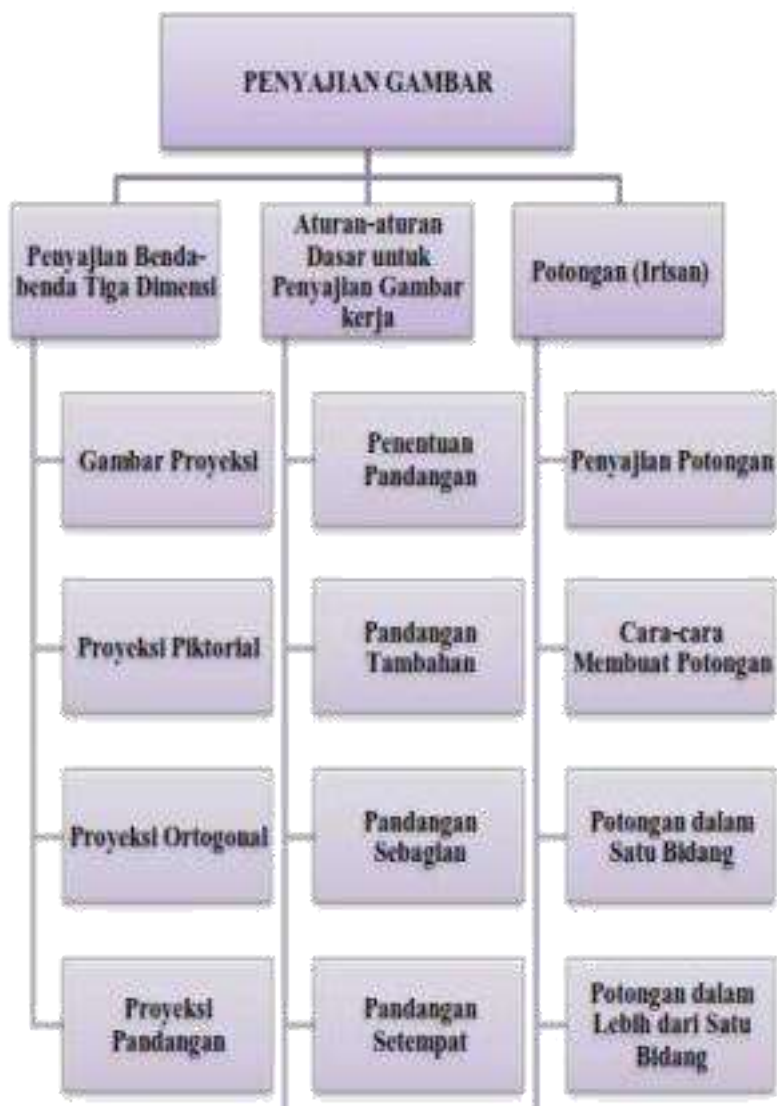 PENYAJIAN GAMBAR
Penyajian Benda-
benda Tiga Dimensi
Gambar Proyeksi
Proyeksi Piktorial
Proyeksi Ortogonal
Proyeksi
Pandangan
Aturan-aturan
Dasar untuk
Penyajian Gambar
kerja
Penentuan
Pandangan
Pandangan
Tambahan
Pandangan
Sebagian
Pandangan
Setempat
Potongan (Irisan)
Penyajian Potongan
Cara-cara
Membuat Potongan
Potongan dalam
Satu Bidang
Potongan dalam
Lebih dari Satu
Bidang